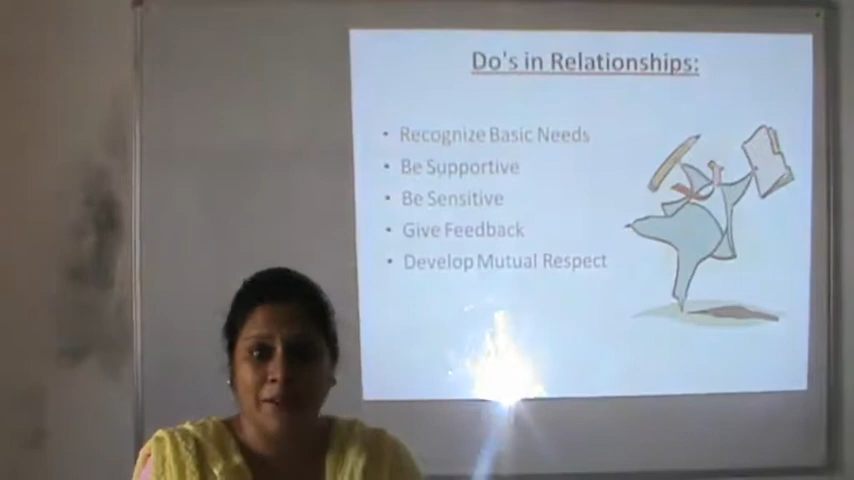 Do's in Relationships:
• Recognize Basic Needs
• Be Supportive
• Be Sensitive
• Give Feedback
• Develop Mutual Respect